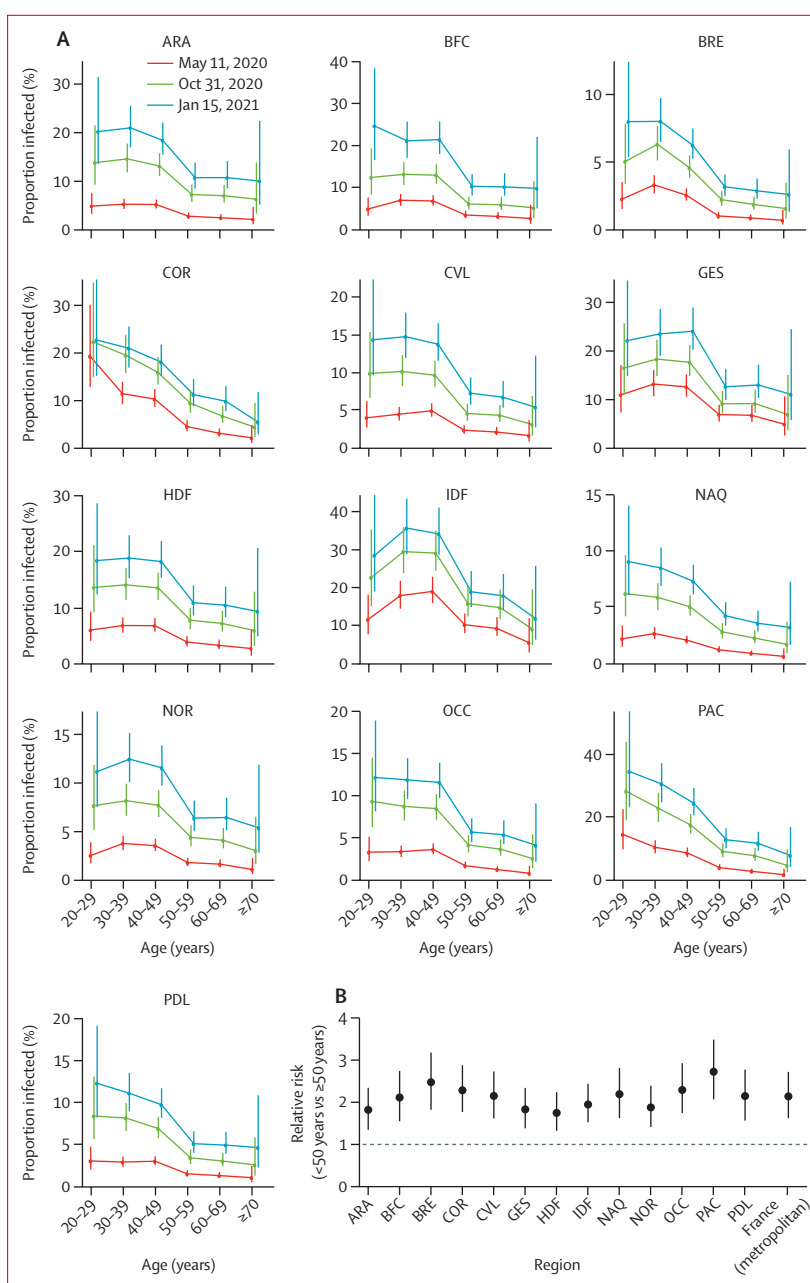 A
ARA
BFC
BRE
May 11, 2020
Oct 31, 2020
Jan 15, 2021
Proportion infected (%)
30
20
10
0
40
30
20
10
0
10
5
0
COR
CVL
GES
Proportion infected (%)
30
20
10
0
20
15
10
5
0
30
20
10
0
HDF
IDF
NAQ
Proportion infected (%)
30
20
10
0
40
30
20
10
0
15
10
5
0
NOR
OCC
PAC
Proportion infected (%)
15
10
5
0
20
15
10
5
0
40
20
0
20–29
30–39
40–49
50–59
60–69
≥70
20–29
30–39
40–49
50–59
60–69
≥70
20–29
30–39
40–49
50–59
60–69
≥70
Age (years)
Age (years)
Age (years)
PDL
Proportion infected (%)
20
15
10
5
0
20–29
30–39
40–49
50–59
60–69
≥70
Age (years)
B
Relative risk
(<50 years vs ≥50 years)
4
3
2
1
0
ARA
BFC
BRE
COR
CVL
GES
HDF
IDF
NAQ
NOR
OCC
PAC
PDL
France
(metropolitan)
Region